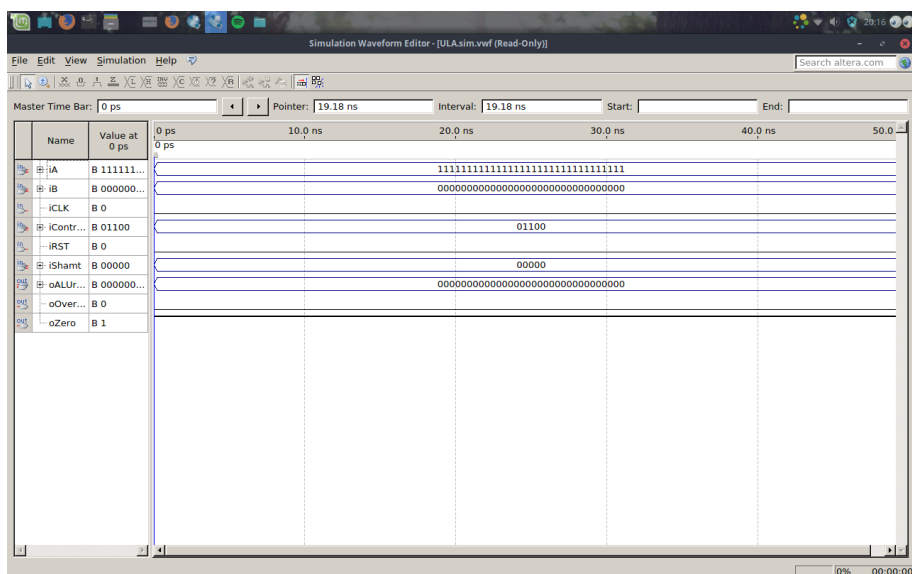 20:16
Simulation Waveform Editor - [ULA.sim.vwf (Read-Only)]
File Edit View Simulation Help
Search altera.com
Master Time Bar: 0 ps Pointer: 19.18 ns Interval: 19.18 ns Start: End:
Name Value at 0 ps
0 ps 10.0 ns 20.0 ns 30.0 ns 40.0 ns 50.0
0 ps
iA B 111111... 11111111111111111111111111111111
iB B 000000... 00000000000000000000000000000000
iCLK B 0
iContr... B 01100 01100
iRST B 0
iShamt B 00000 00000
oALUr... B 000000... 00000000000000000000000000000000
oOver... B 0
oZero B 1
0% 00:00:00